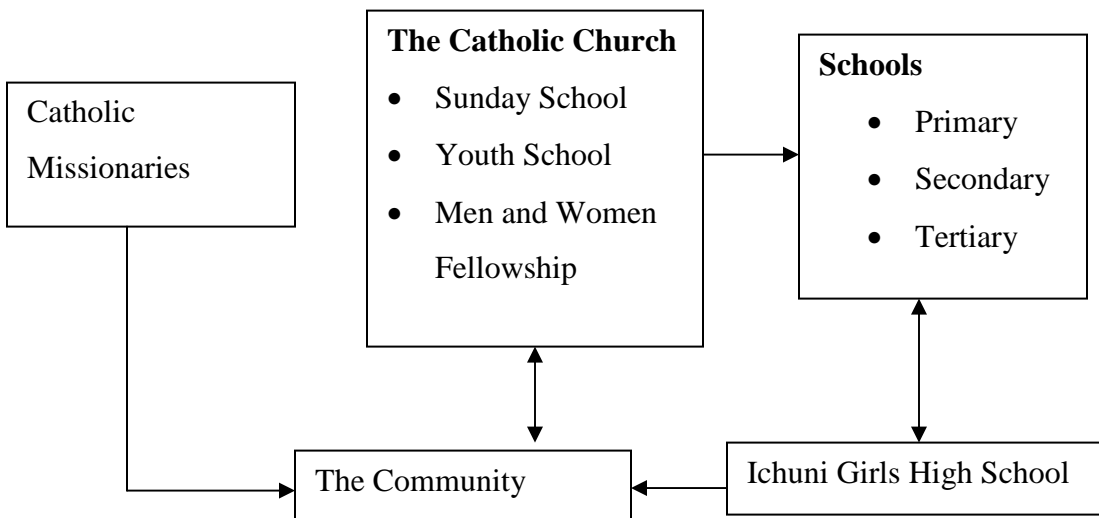 Catholic
Missionaries
The Catholic Church
• Sunday School
• Youth School
• Men and Women
Fellowship
Schools
• Primary
• Secondary
• Tertiary
The Community
Ichuni Girls High School